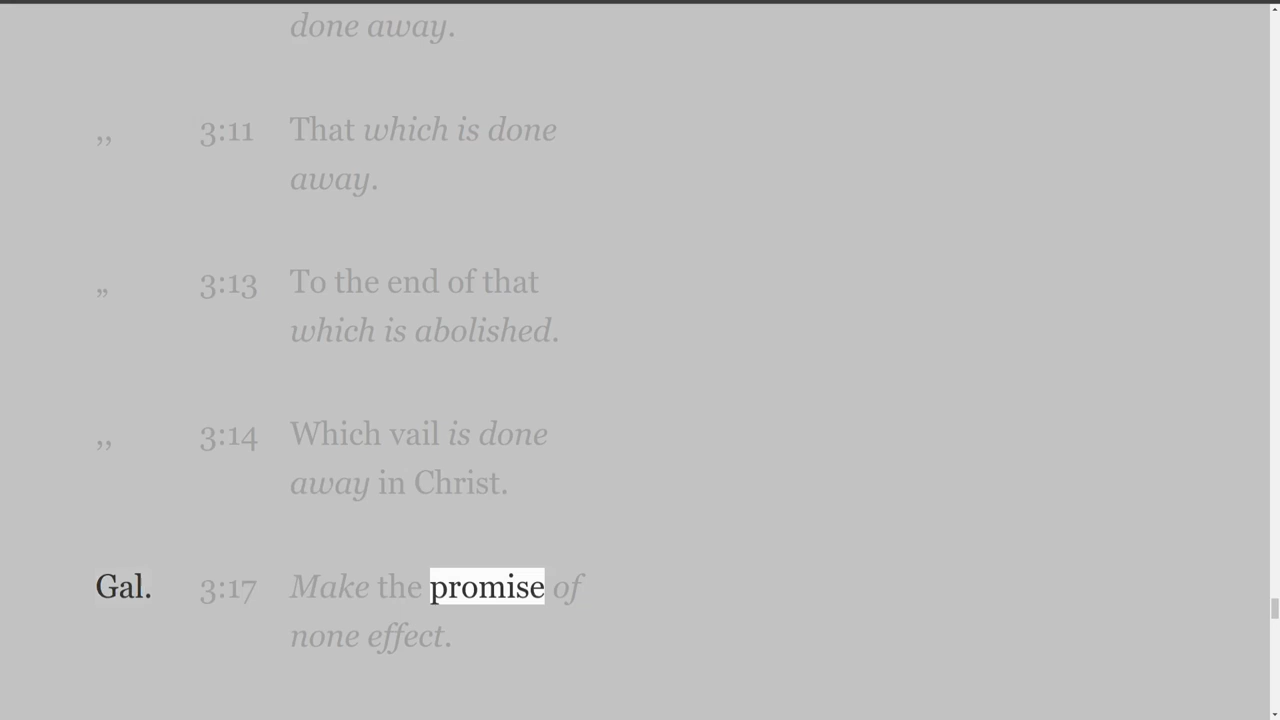 done away.
,, 3:11 That which is done
away.
„ 3:13 To the end of that
which is abolished.
,, 3:14 Which vail is done
away in Christ.
Gal. 3:17 Make the promise of
none effect.